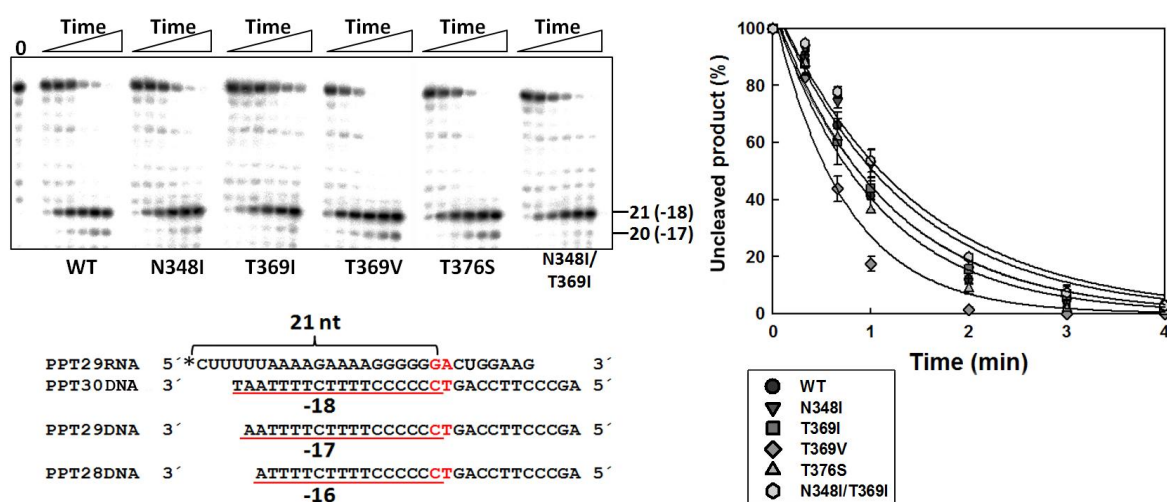 Time Time Time Time Time Time
0
21 (-18)
20 (-17)
WT N348I T369I T369V T376S N348I/
T369I
21 nt
PPT29RNA 5´ *CUUUUUAAAAGAAAAGGGGGGACUGGAAG 3´
PPT30DNA 3´ TAATTTTCTTTTCCCCCCTGACCTTCCCGA 5´
-18
PPT29DNA 3´ AATTTTCTTTTCCCCCCTGACCTTCCCGA 5´
-17
PPT28DNA 3´ ATTTTCTTTTCCCCCCTGACCTTCCCGA 5´
-16
Uncleaved product (%)
100
80
60
40
20
0
0 1 2 3 4
Time (min)
WT
N348I
T369I
T369V
T376S
N348I/T369I